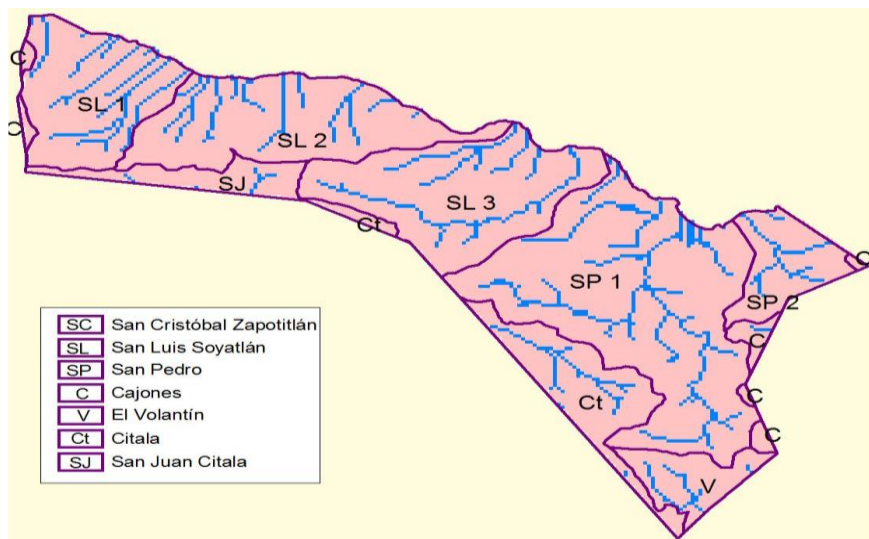 C
SL 1
C
SL 2
SJ
SL 3
Ct
C
SP 1
SP 2
C
Ct
C
C
V
SC San Cristóbal Zapotitlán
SL San Luis Soyatlán
SP San Pedro
C Cajones
V El Volantín
Ct Citala
SJ San Juan Citala